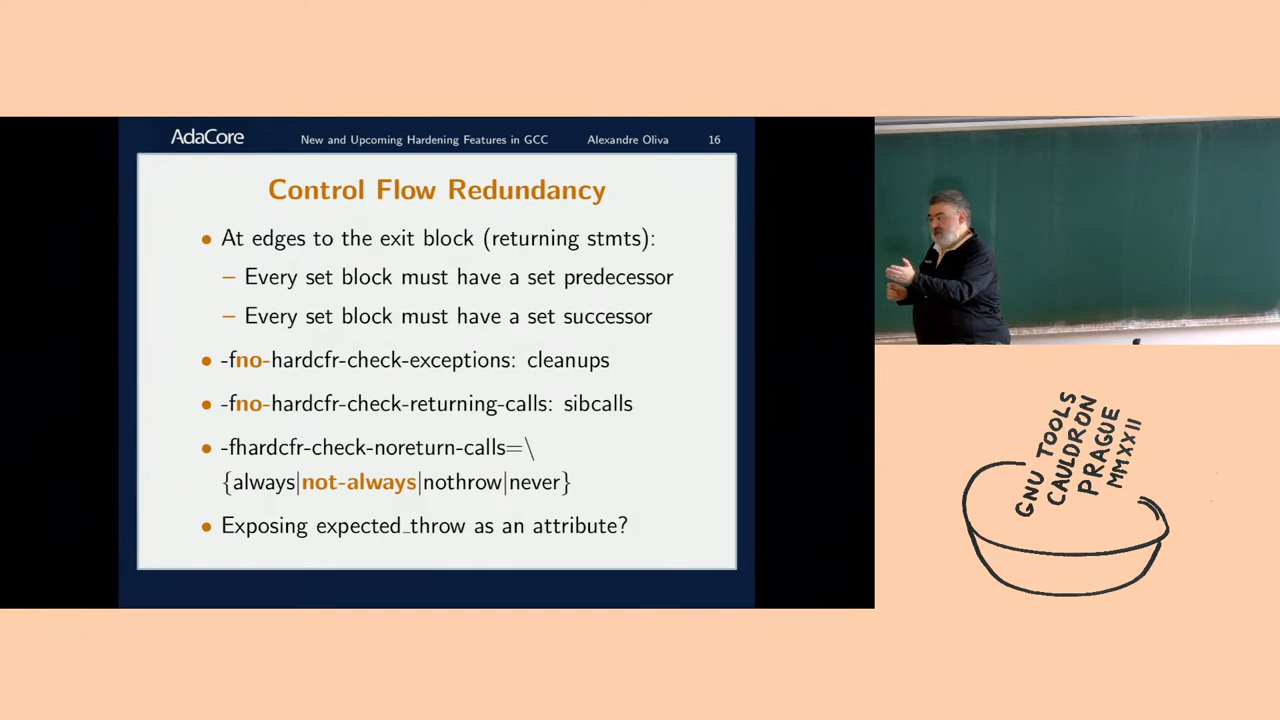 AdaCore New and Upcoming Hardening Features in GCC Alexandre Oliva 16
Control Flow Redundancy
• At edges to the exit block (returning stmts):
– Every set block must have a set predecessor
– Every set block must have a set successor
• -fno-hardcfr-check-exceptions: cleanups
• -fno-hardcfr-check-returning-calls: sibcalls
• -fhardcfr-check-noreturn-calls=\
{always|not-always|nothrow|never}
• Exposing expected_throw as an attribute?
GNU TOOLS
CAULDRON
PRAGUE
MMXXII